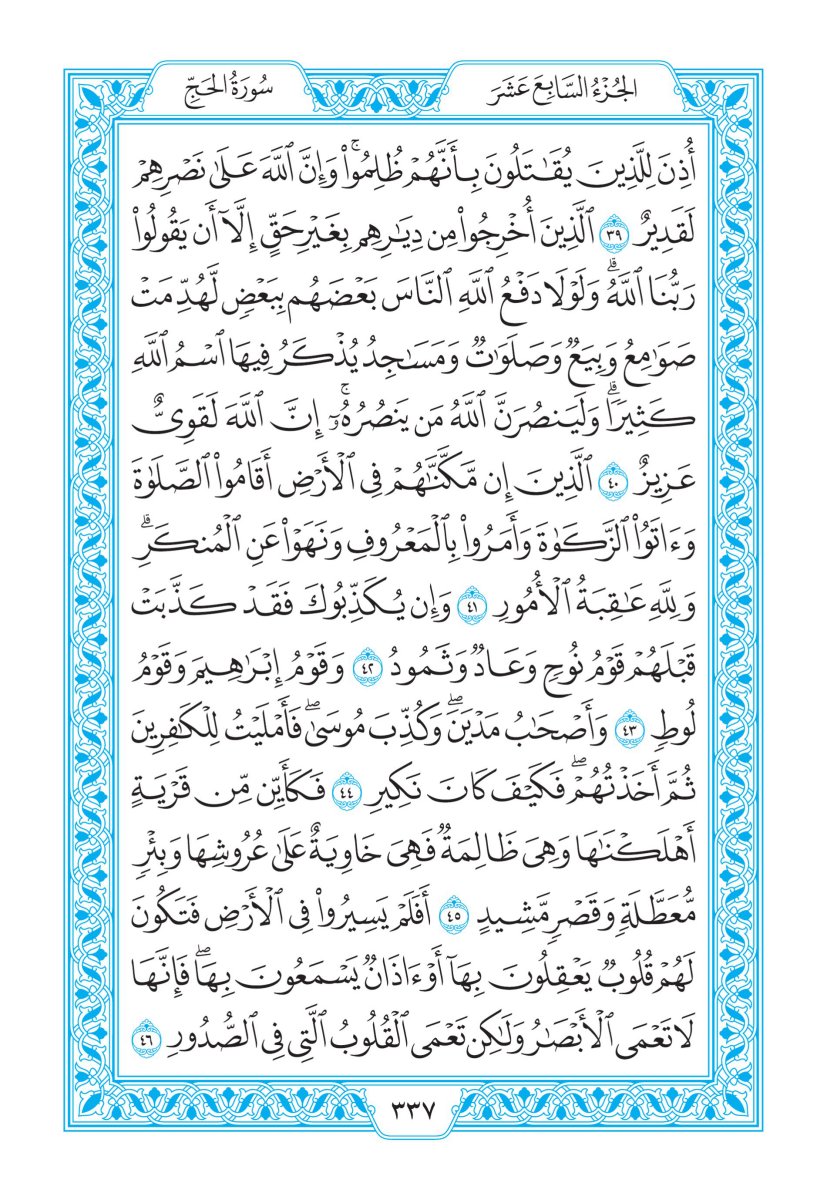 الجُزْءُ السَّابِعَ عَشَرَ
سُورَةُ الحَجِّ
أُذِنَ لِلَّذِينَ يُقَٰتَلُونَ بِأَنَّهُمْ ظُلِمُوا۟ۚ وَإِنَّ ٱللَّهَ عَلَىٰ نَصْرِهِمْ
لَقَدِيرٌ ٣٩ ٱلَّذِينَ أُخْرِجُوا۟ مِن دِيَٰرِهِم بِغَيْرِ حَقٍّ إِلَّآ أَن يَقُولُوا۟
رَبُّنَا ٱللَّهُۗ وَلَوْلَا دَفْعُ ٱللَّهِ ٱلنَّاسَ بَعْضَهُم بِبَعْضٍ لَّهُدِّمَتْ
صَوَٰمِعُ وَبِيَعٌ وَصَلَوَٰتٌ وَمَسَٰجِدُ يُذْكَرُ فِيهَا ٱسْمُ ٱللَّهِ
كَثِيرًاۗ وَلَيَنصُرَنَّ ٱللَّهُ مَن يَنصُرُهُۥٓۚ إِنَّ ٱللَّهَ لَقَوِىٌّ
عَزِيزٌ ٤٠ ٱلَّذِينَ إِن مَّكَّنَّٰهُمْ فِى ٱلْأَرْضِ أَقَامُوا۟ ٱلصَّلَوٰةَ
وَءَاتَوُا۟ ٱلزَّكَوٰةَ وَأَمَرُوا۟ بِٱلْمَعْرُوفِ وَنَهَوْا۟ عَنِ ٱلْمُنكَرِۗ
وَلِلَّهِ عَٰقِبَةُ ٱلْأُمُورِ ٤١ وَإِن يُكَذِّبُوكَ فَقَدْ كَذَّبَتْ
قَبْلَهُمْ قَوْمُ نُوحٍ وَعَادٌ وَثَمُودُ ٤٢ وَقَوْمُ إِبْرَٰهِيمَ وَقَوْمُ
لُوطٍ ٤٣ وَأَصْحَٰبُ مَدْيَنَۖ وَكُذِّبَ مُوسَىٰۖ فَأَمْلَيْتُ لِلْكَٰفِرِينَ
ثُمَّ أَخَذْتُهُمْۖ فَكَيْفَ كَانَ نَكِيرِ ٤٤ فَكَأَيِّن مِّن قَرْيَةٍ
أَهْلَكْنَٰهَا وَهِىَ ظَالِمَةٌ فَهِىَ خَاوِيَةٌ عَلَىٰ عُرُوشِهَا وَبِئْرٍ
مُّعَطَّلَةٍ وَقَصْرٍ مَّشِيدٍ ٤٥ أَفَلَمْ يَسِيرُوا۟ فِى ٱلْأَرْضِ فَتَكُونَ
لَهُمْ قُلُوبٌ يَعْقِلُونَ بِهَآ أَوْ ءَاذَانٌ يَسْمَعُونَ بِهَاۖ فَإِنَّهَا
لَا تَعْمَى ٱلْأَبْصَٰرُ وَلَٰكِن تَعْمَى ٱلْقُلُوبُ ٱلَّتِى فِى ٱلصُّدُورِ ٤٦
٣٣٧